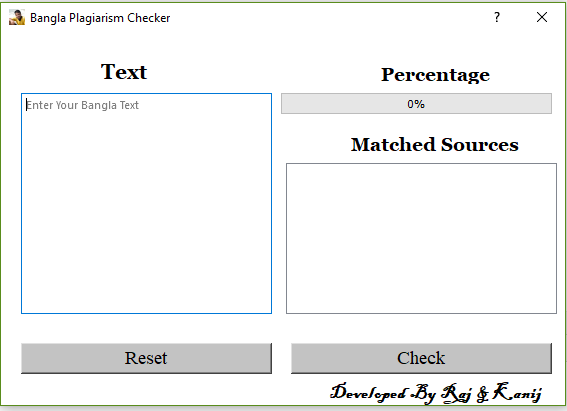 Bangla Plagiarism Checker
?
Text
Percentage
Enter Your Bangla Text
0%
Matched Sources
Reset
Check
Developed By Raj & Kanij